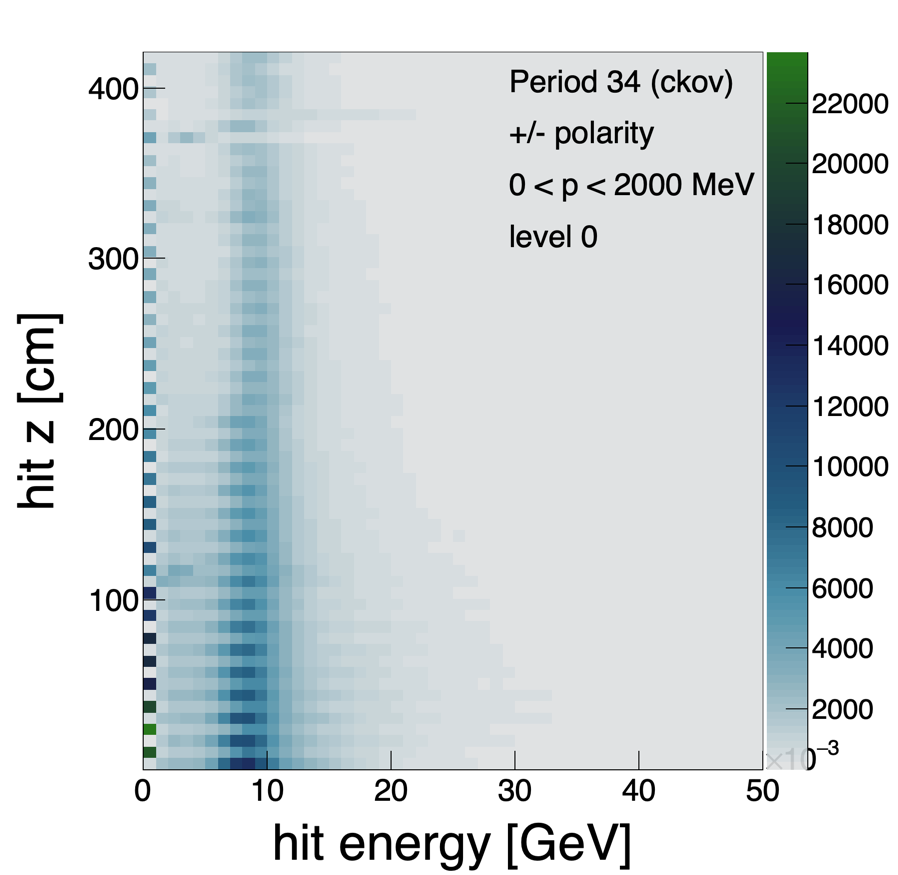 Period 34 (ckov)
+/- polarity
0 < p < 2000 MeV
level 0
400
300
200
100
hit z [cm]
0 10 20 30 40 50
hit energy [GeV]
22000
20000
18000
16000
14000
12000
10000
8000
6000
4000
2000
×10⁻³
0